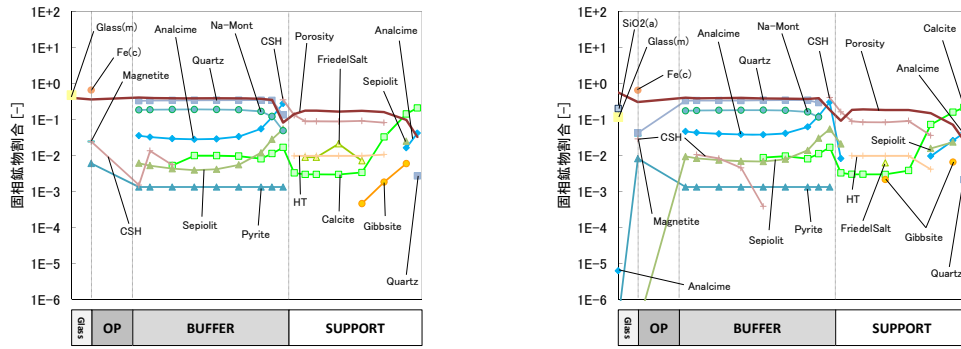 1E+2
1E+1
1E+0
1E-1
1E-2
1E-3
1E-4
1E-5
1E-6
固相鉱物割合 [-]
Glass(m)
Fe(c)
Magnetite
Analcime
Quartz
Na-Mont
CSH
Porosity
FriedelSalt
Analcime
Sepiolit
CSH
Sepiolit
Pyrite
HT
Calcite
Gibbsite
Quartz
Glass
OP
BUFFER
SUPPORT
1E+2
1E+1
1E+0
1E-1
1E-2
1E-3
1E-4
1E-5
1E-6
固相鉱物割合 [-]
SiO2(a)
Glass(m)
Fe(c)
Analcime
Quartz
Na-Mont
CSH
Porosity
Calcite
Analcime
Sepiolit
CSH
Magnetite
Sepiolit
Pyrite
HT
FriedelSalt
Gibbsite
Quartz
Analcime
Glass
OP
BUFFER
SUPPORT